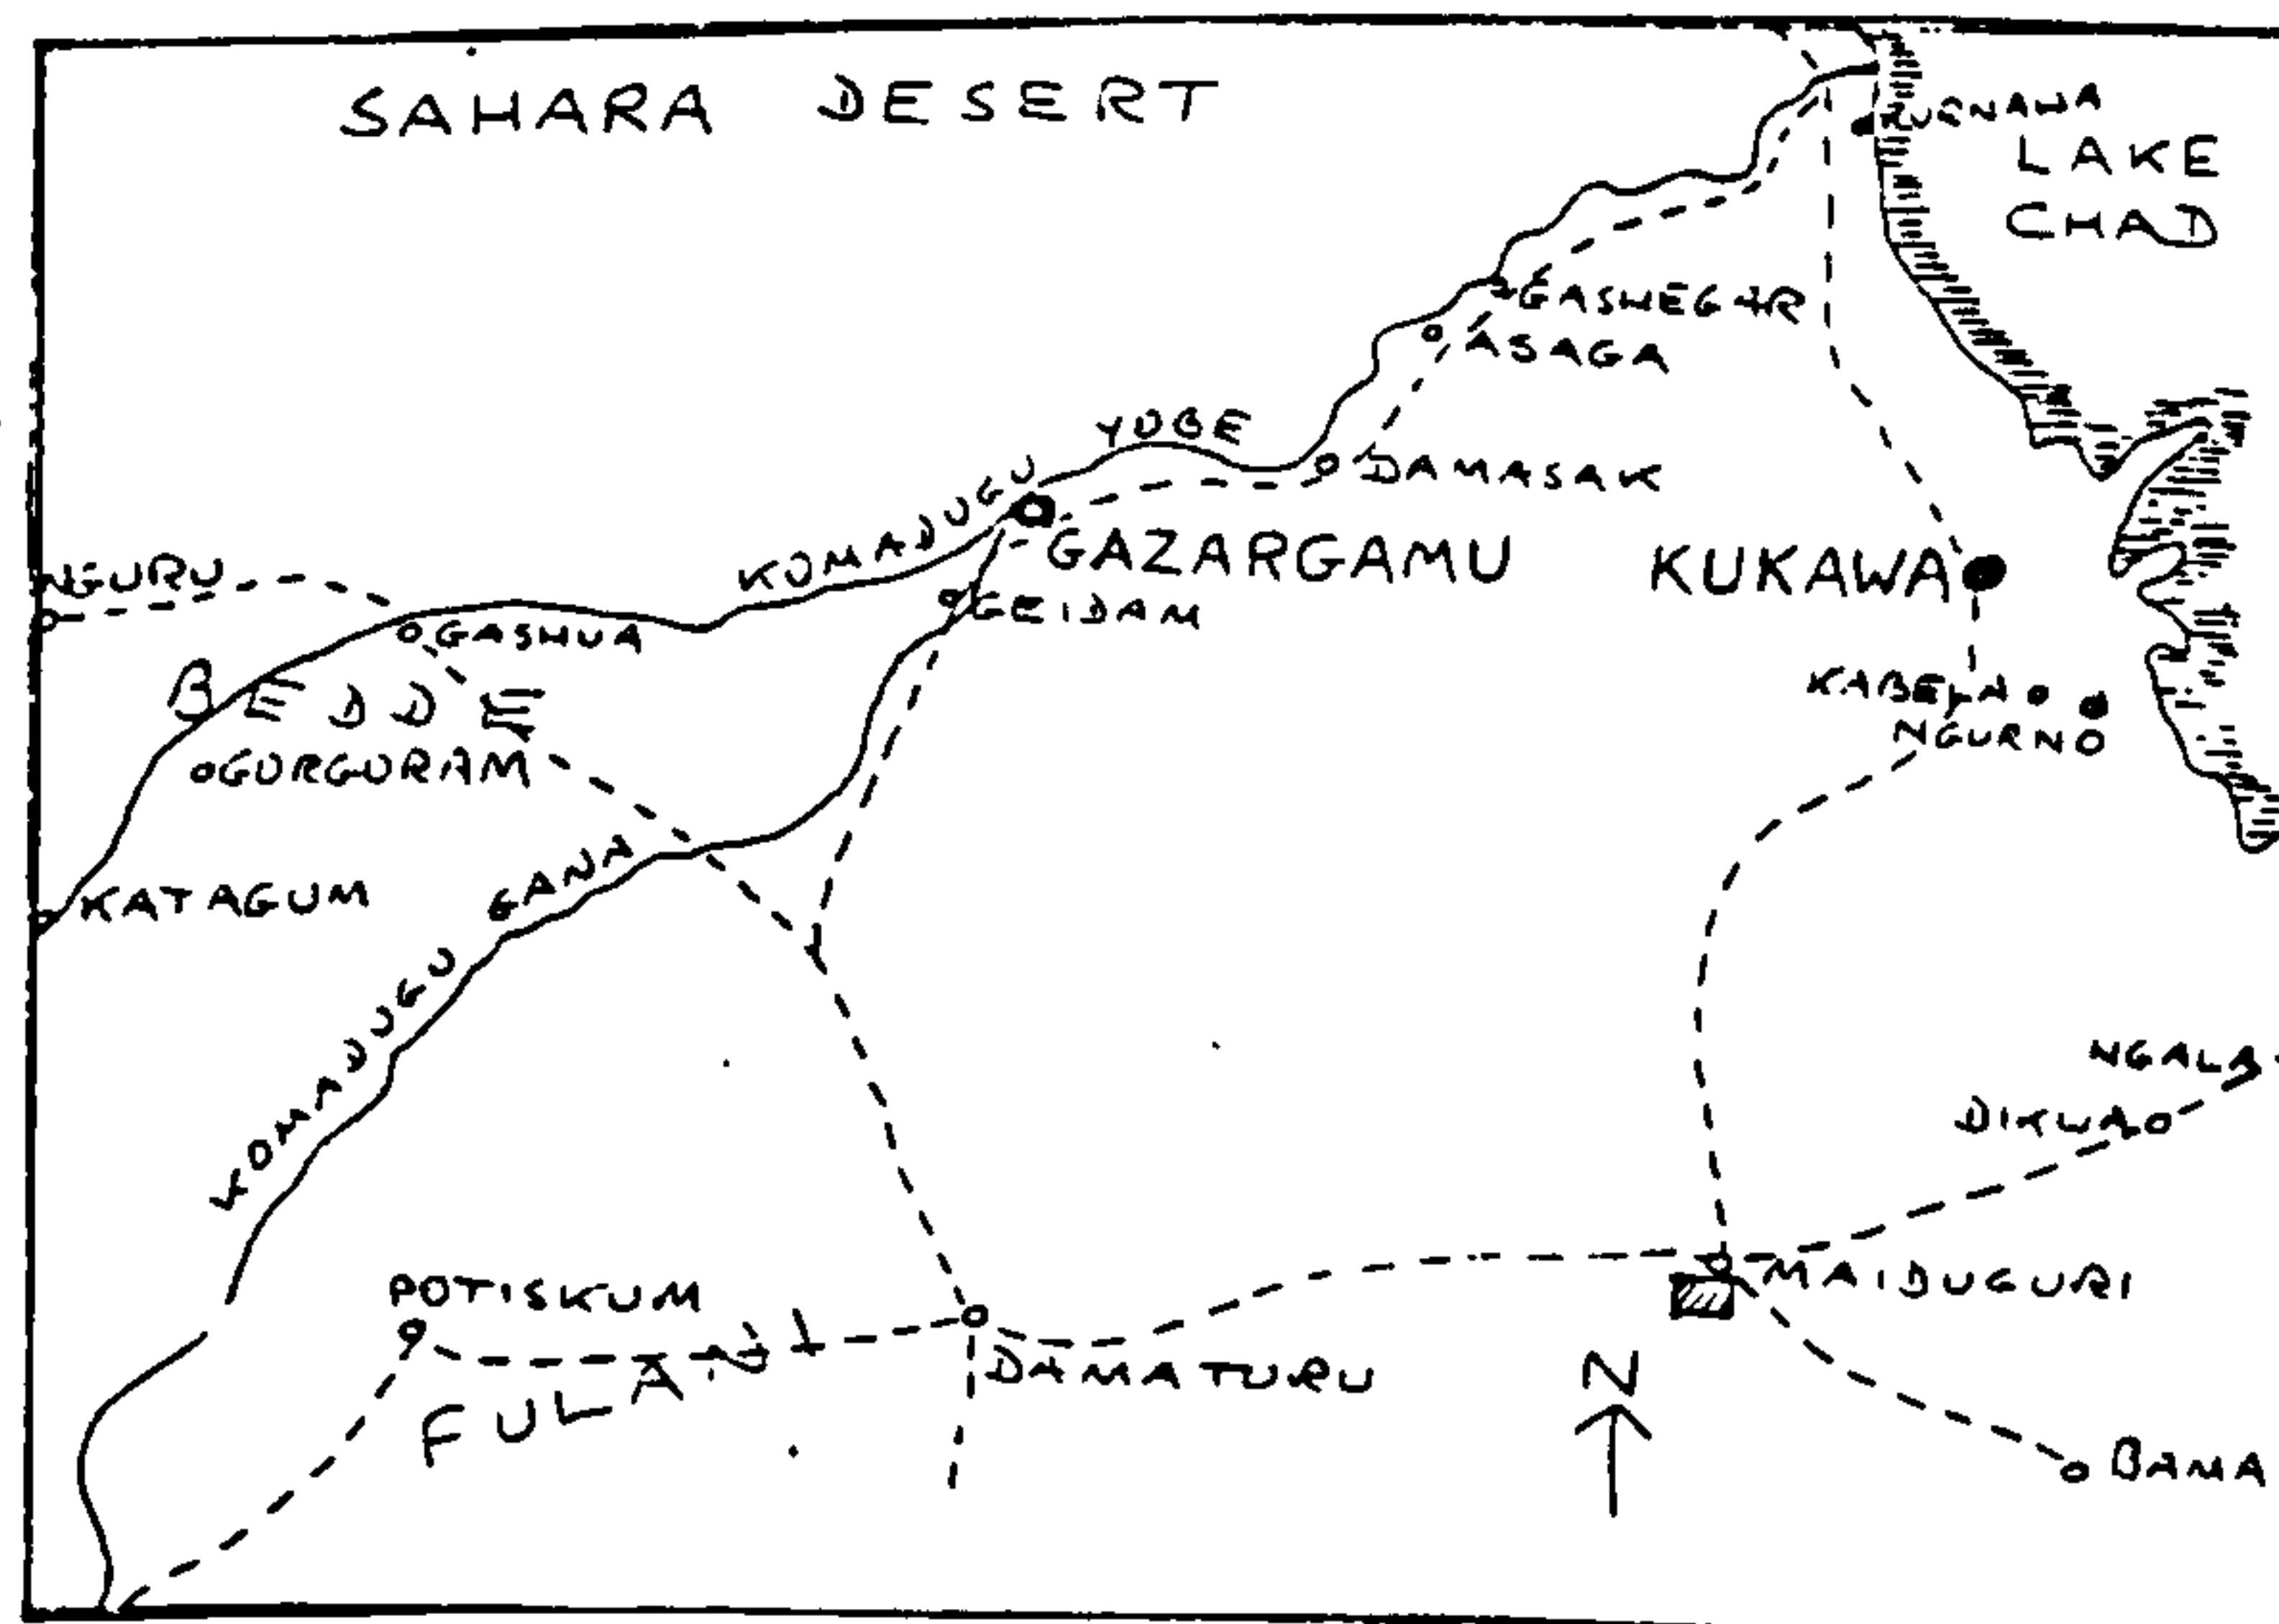 SAHARA DESERT
LAKE
CHAD
GASHEGAR
ASAGA
YOBE
DAMASAK
KOMADUGU
GAZARGAMU
KUKAWA
NGURU
GEIDAM
GASHUA
BEDDE
GURGURAM
KABELA
NGURNO
KATAGUM
GANA
KOMADUGU
NGALA
DIKWA
POTISKUM
MAIDUGURI
DAMATURU
FULANI
N
BAMA